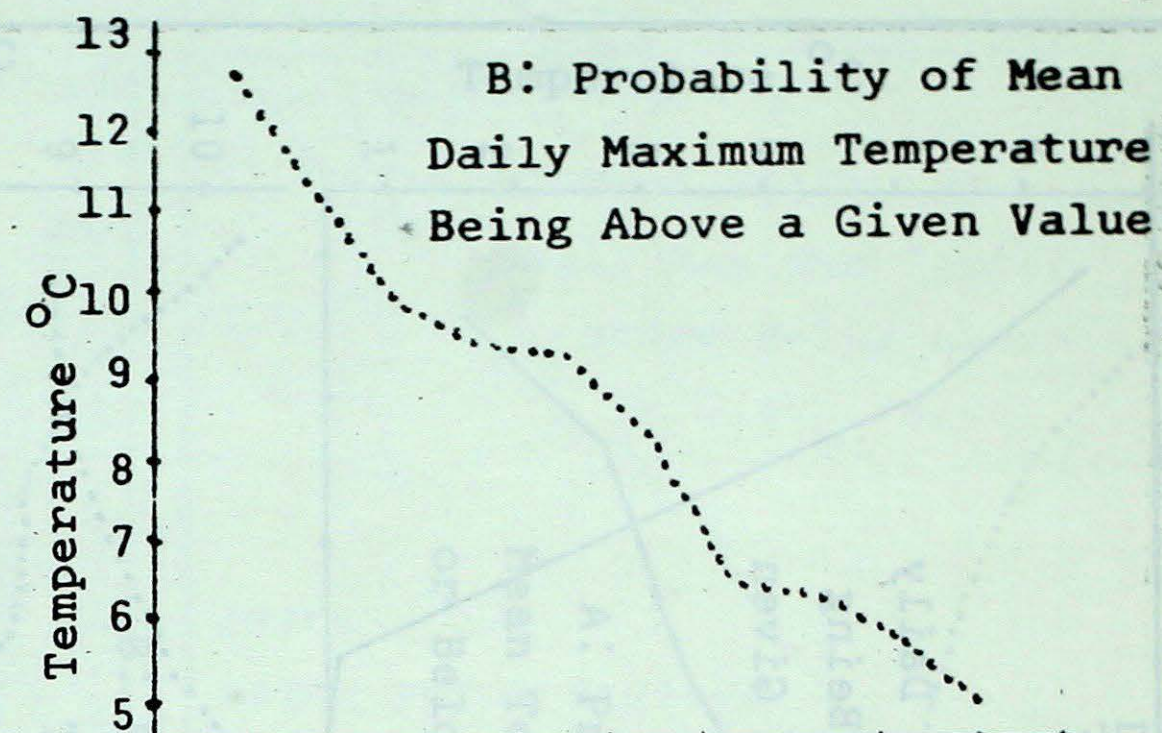 13
B: Probability of Mean
12
Daily Maximum Temperature
11
Being Above a Given Value
10
9
8
7
6
5
Temperature °C